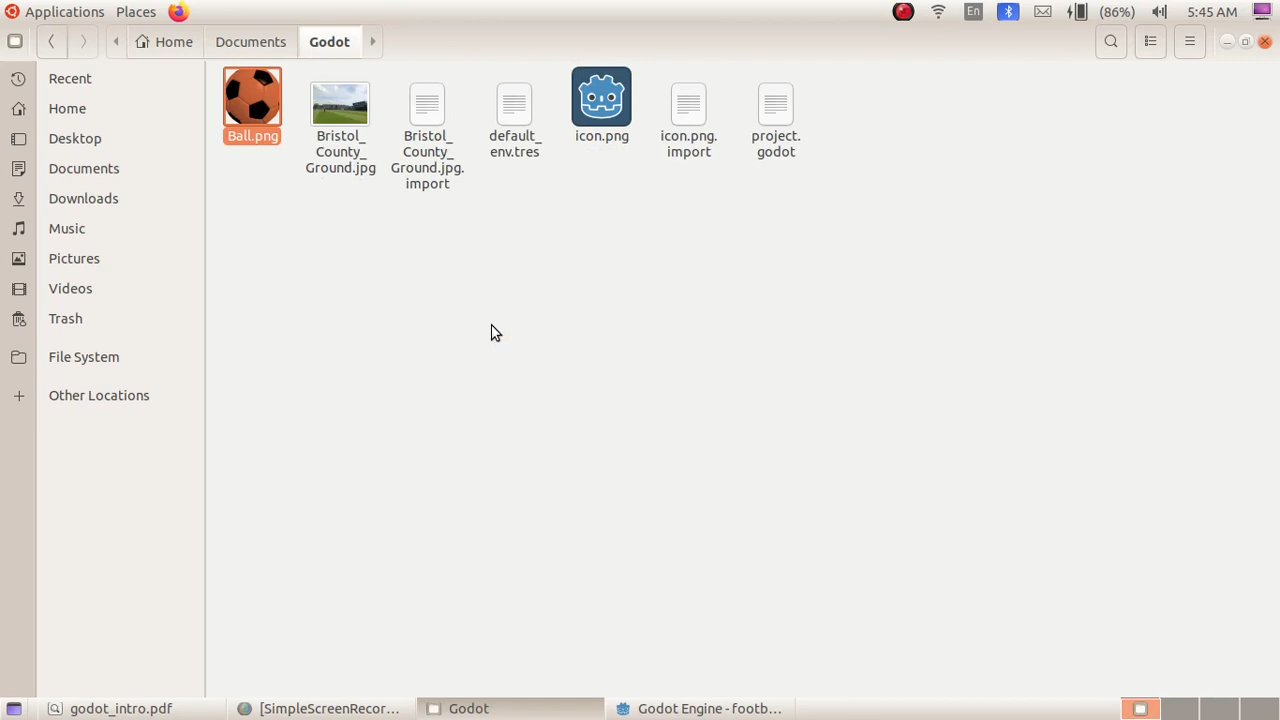 Applications Places En (86%) 5:45 AM
Home Documents Godot
Recent
Home
Desktop
Documents
Downloads
Music
Pictures
Videos
Trash
File System
Other Locations
Ball.png
Bristol_
County_
Ground.jpg
Bristol_
County_
Ground.jpg.
import
default_
env.tres
icon.png
icon.png.
import
project.
godot
godot_intro.pdf [SimpleScreenRecor... Godot Godot Engine - footb...